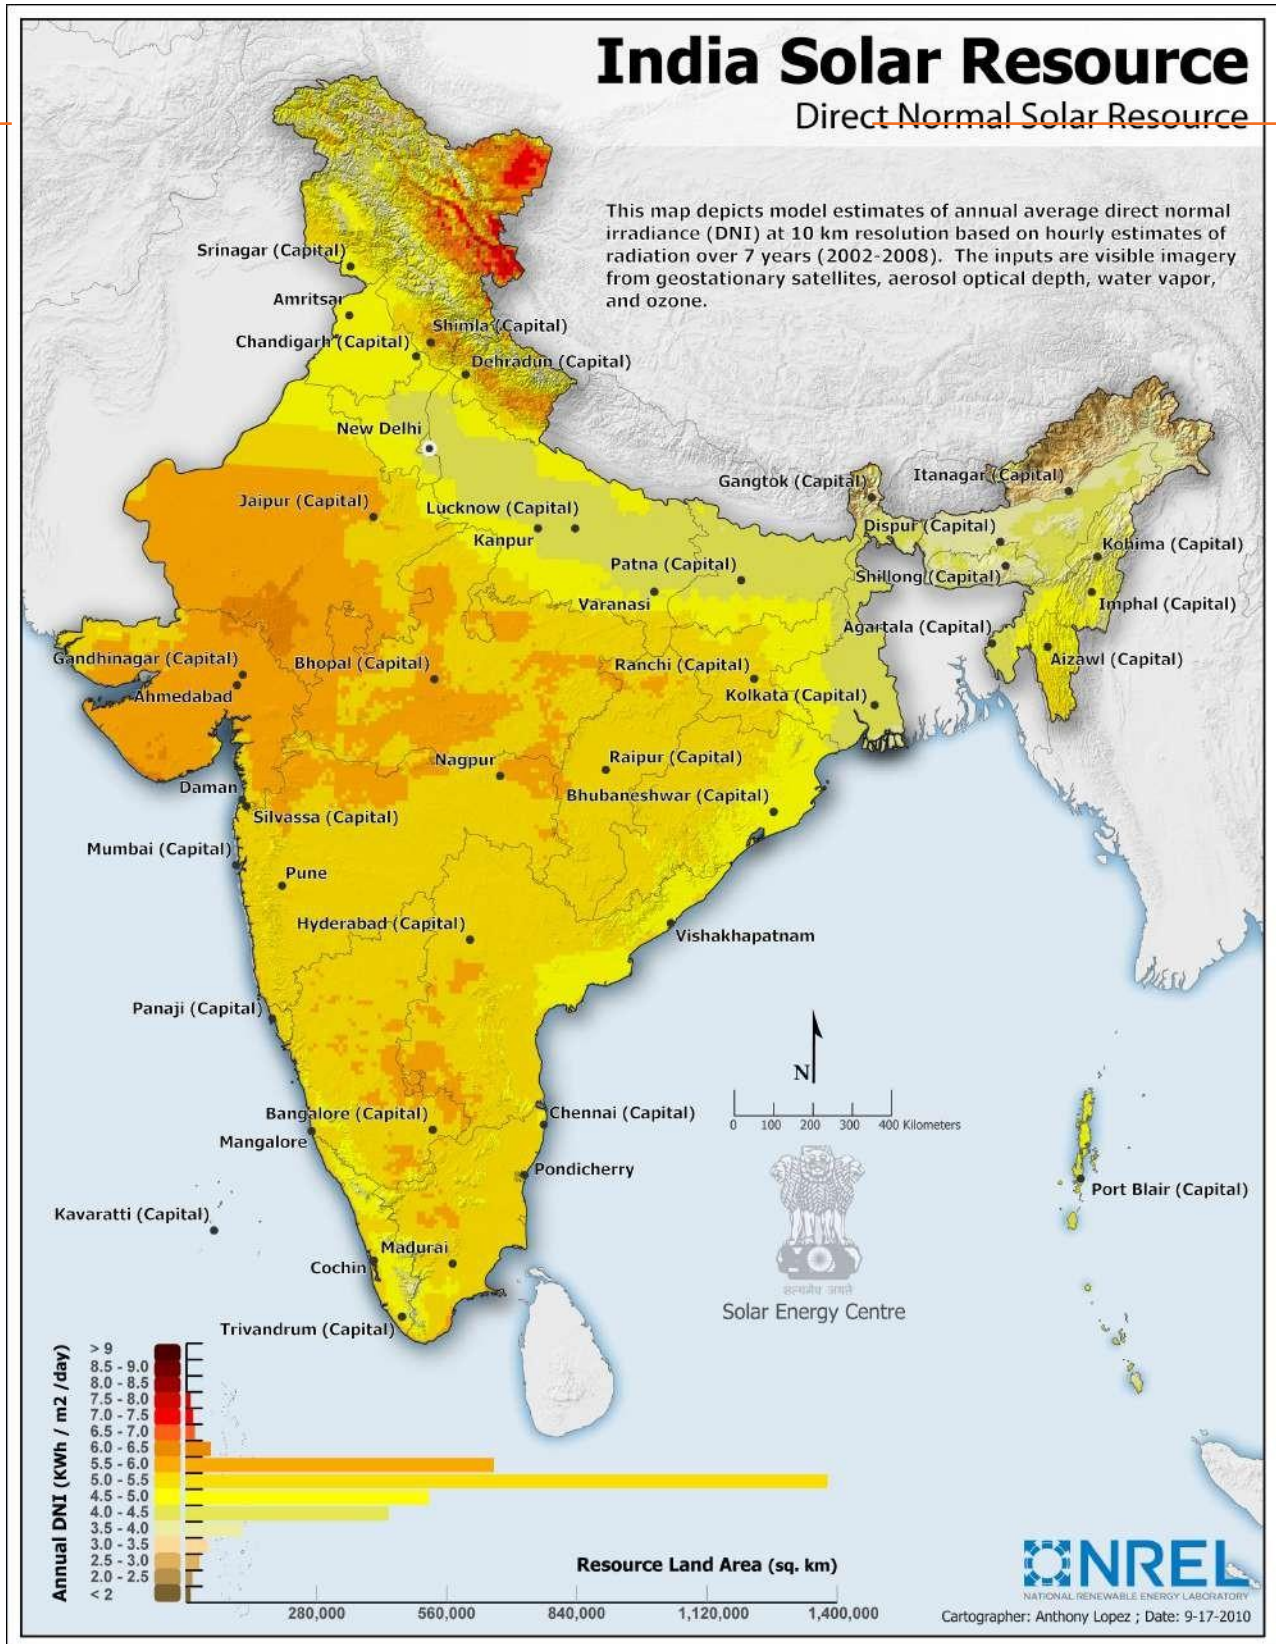 India Solar Resource
Direct Normal Solar Resource
This map depicts model estimates of annual average direct normal
irradiance (DNI) at 10 km resolution based on hourly estimates of
radiation over 7 years (2002-2008). The inputs are visible imagery
from geostationary satellites, aerosol optical depth, water vapor,
and ozone.
Srinagar (Capital)
Amritsar
Shimla (Capital)
Chandigarh (Capital)
Dehradun (Capital)
New Delhi
Gangtok (Capital)
Itanagar (Capital)
Jaipur (Capital)
Lucknow (Capital)
Dispur (Capital)
Kanpur
Kohima (Capital)
Patna (Capital)
Shillong (Capital)
Varanasi
Imphal (Capital)
Agartala (Capital)
Gandhinagar (Capital)
Bhopal (Capital)
Ranchi (Capital)
Aizawl (Capital)
Ahmedabad
Kolkata (Capital)
Nagpur
Raipur (Capital)
Daman
Bhubaneshwar (Capital)
Silvassa (Capital)
Mumbai (Capital)
Pune
Hyderabad (Capital)
Vishakhapatnam
Panaji (Capital)
N
Bangalore (Capital)
Chennai (Capital)
0 100 200 300 400 Kilometers
Mangalore
Pondicherry
Port Blair (Capital)
Kavaratti (Capital)
Madurai
Cochin
सत्यमेव जयते
Solar Energy Centre
Trivandrum (Capital)
Annual DNI (KWh / m2 /day)
> 9
8.5 - 9.0
8.0 - 8.5
7.5 - 8.0
7.0 - 7.5
6.5 - 7.0
6.0 - 6.5
5.5 - 6.0
5.0 - 5.5
4.5 - 5.0
4.0 - 4.5
3.5 - 4.0
3.0 - 3.5
2.5 - 3.0
2.0 - 2.5
< 2
Resource Land Area (sq. km)
280,000 560,000 840,000 1,120,000 1,400,000
NREL
NATIONAL RENEWABLE ENERGY LABORATORY
Cartographer: Anthony Lopez ; Date: 9-17-2010